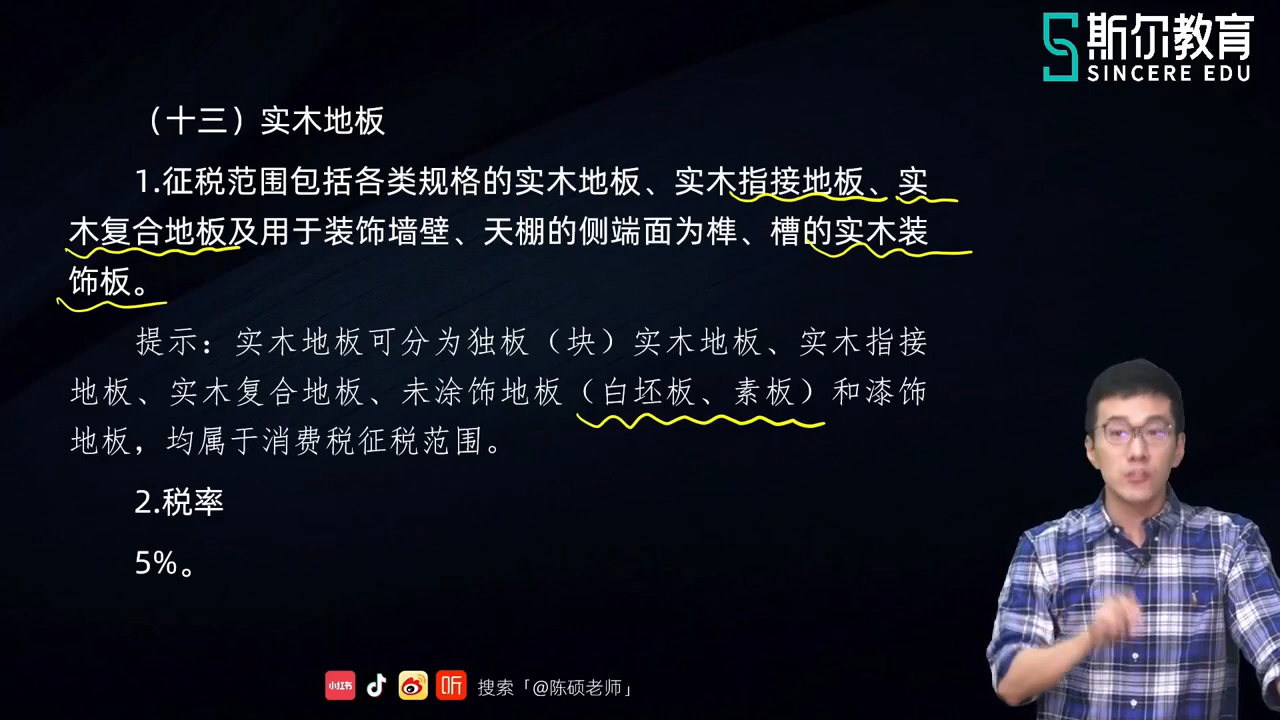 斯尔教育
SINCERE EDU
（十三）实木地板
1.征税范围包括各类规格的实木地板、实木指接地板、实
木复合地板及用于装饰墙壁、天棚的侧端面为榫、槽的实木装
饰板。
提示：实木地板可分为独板（块）实木地板、实木指接
地板、实木复合地板、未涂饰地板（白坯板、素板）和漆饰
地板，均属于消费税征税范围。
2.税率
5%。
小红书 听 搜索「@陈硕老师」